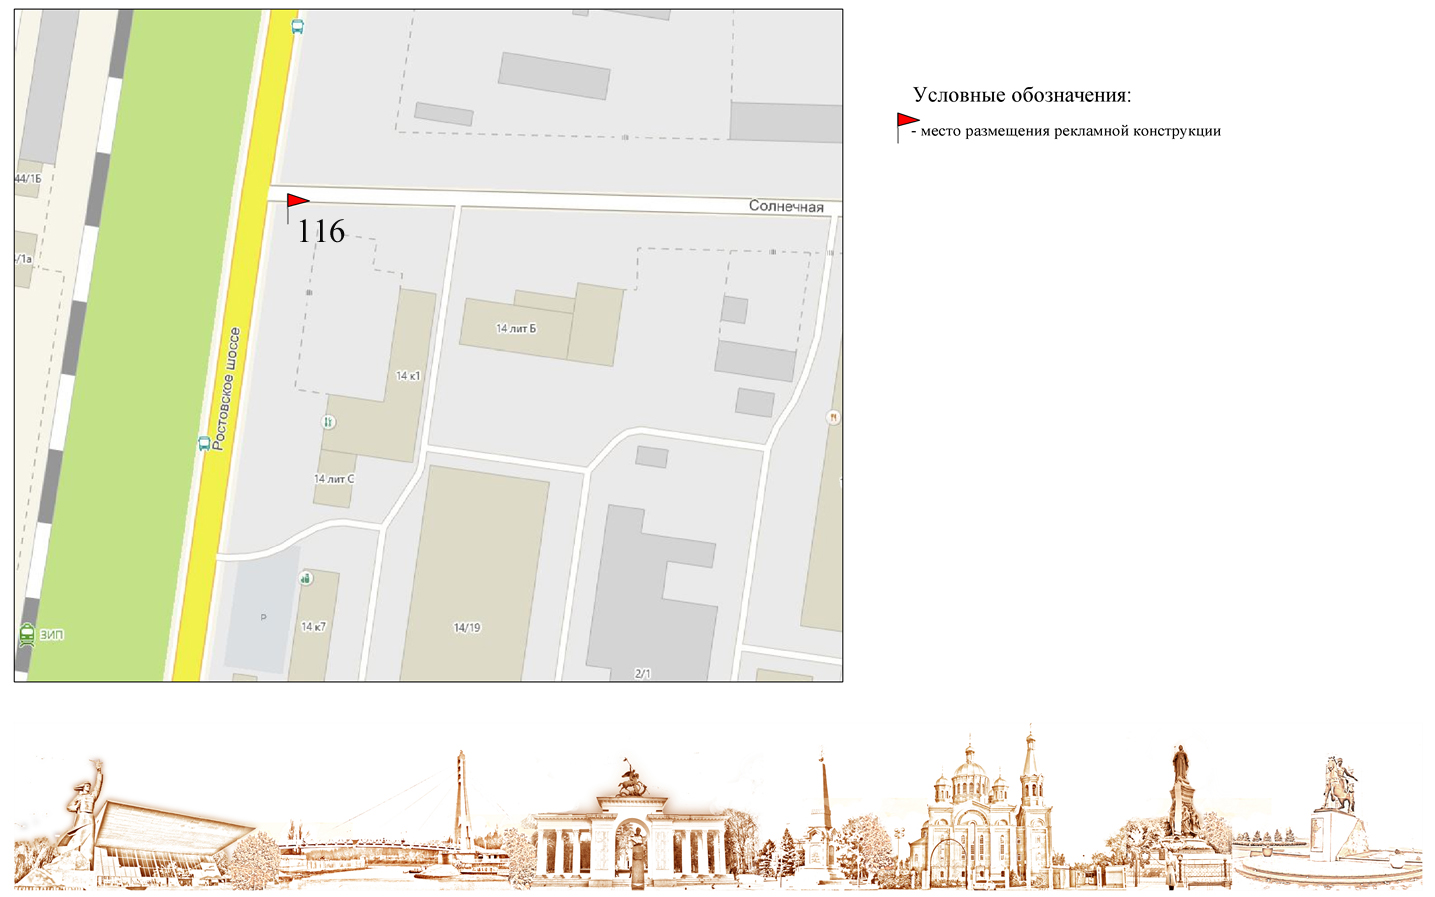 Условные обозначения:
- место размещения рекламной конструкции
44/1Б
Солнечная
116
/1а
14 лит Б
Ростовское шоссе
14 к1
14 лит С
P
14 к7
14/19
ЗИП
2/1